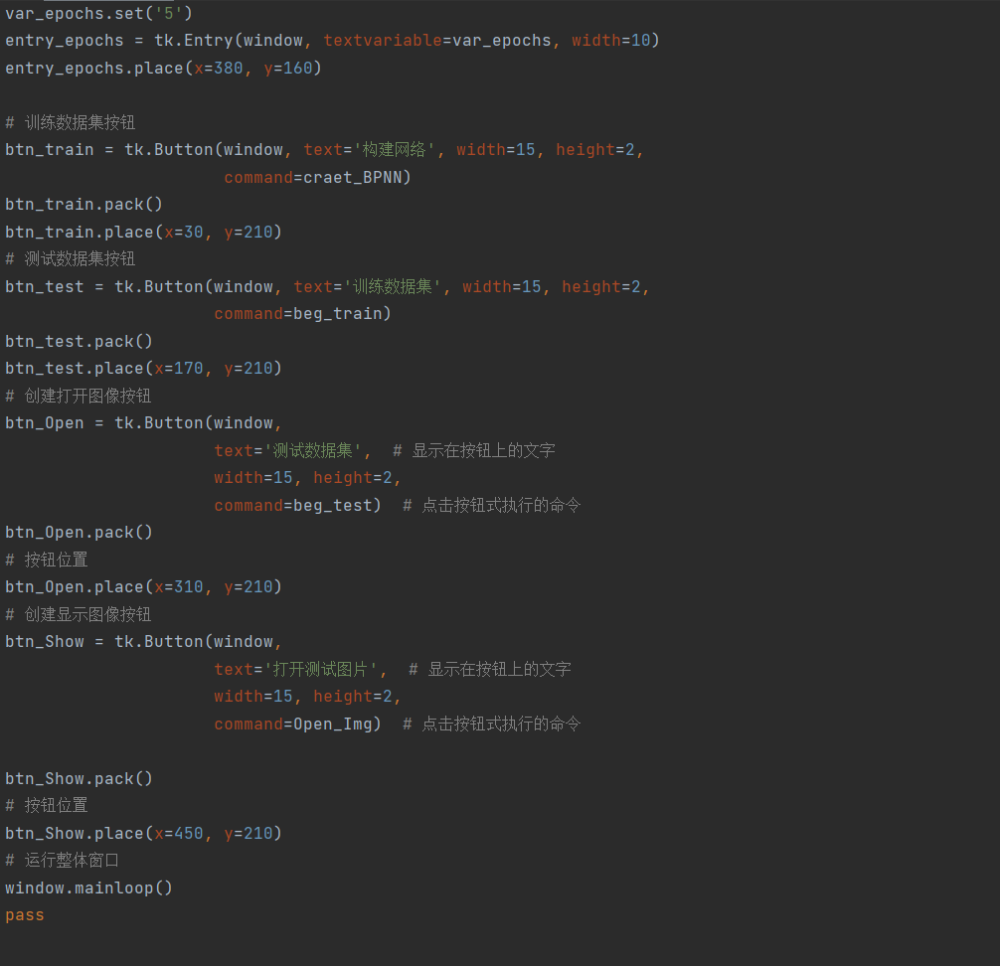 var_epochs.set('5')
entry_epochs = tk.Entry(window, textvariable=var_epochs, width=10)
entry_epochs.place(x=380, y=160)
# 训练数据集按钮
btn_train = tk.Button(window, text='构建网络', width=15, height=2,
command=craet_BPNN)
btn_train.pack()
btn_train.place(x=30, y=210)
# 测试数据集按钮
btn_test = tk.Button(window, text='训练数据集', width=15, height=2,
command=beg_train)
btn_test.pack()
btn_test.place(x=170, y=210)
# 创建打开图像按钮
btn_Open = tk.Button(window,
text='测试数据集', # 显示在按钮上的文字
width=15, height=2,
command=beg_test) # 点击按钮式执行的命令
btn_Open.pack()
# 按钮位置
btn_Open.place(x=310, y=210)
# 创建显示图像按钮
btn_Show = tk.Button(window,
text='打开测试图片', # 显示在按钮上的文字
width=15, height=2,
command=Open_Img) # 点击按钮式执行的命令
btn_Show.pack()
# 按钮位置
btn_Show.place(x=450, y=210)
# 运行整体窗口
window.mainloop()
pass